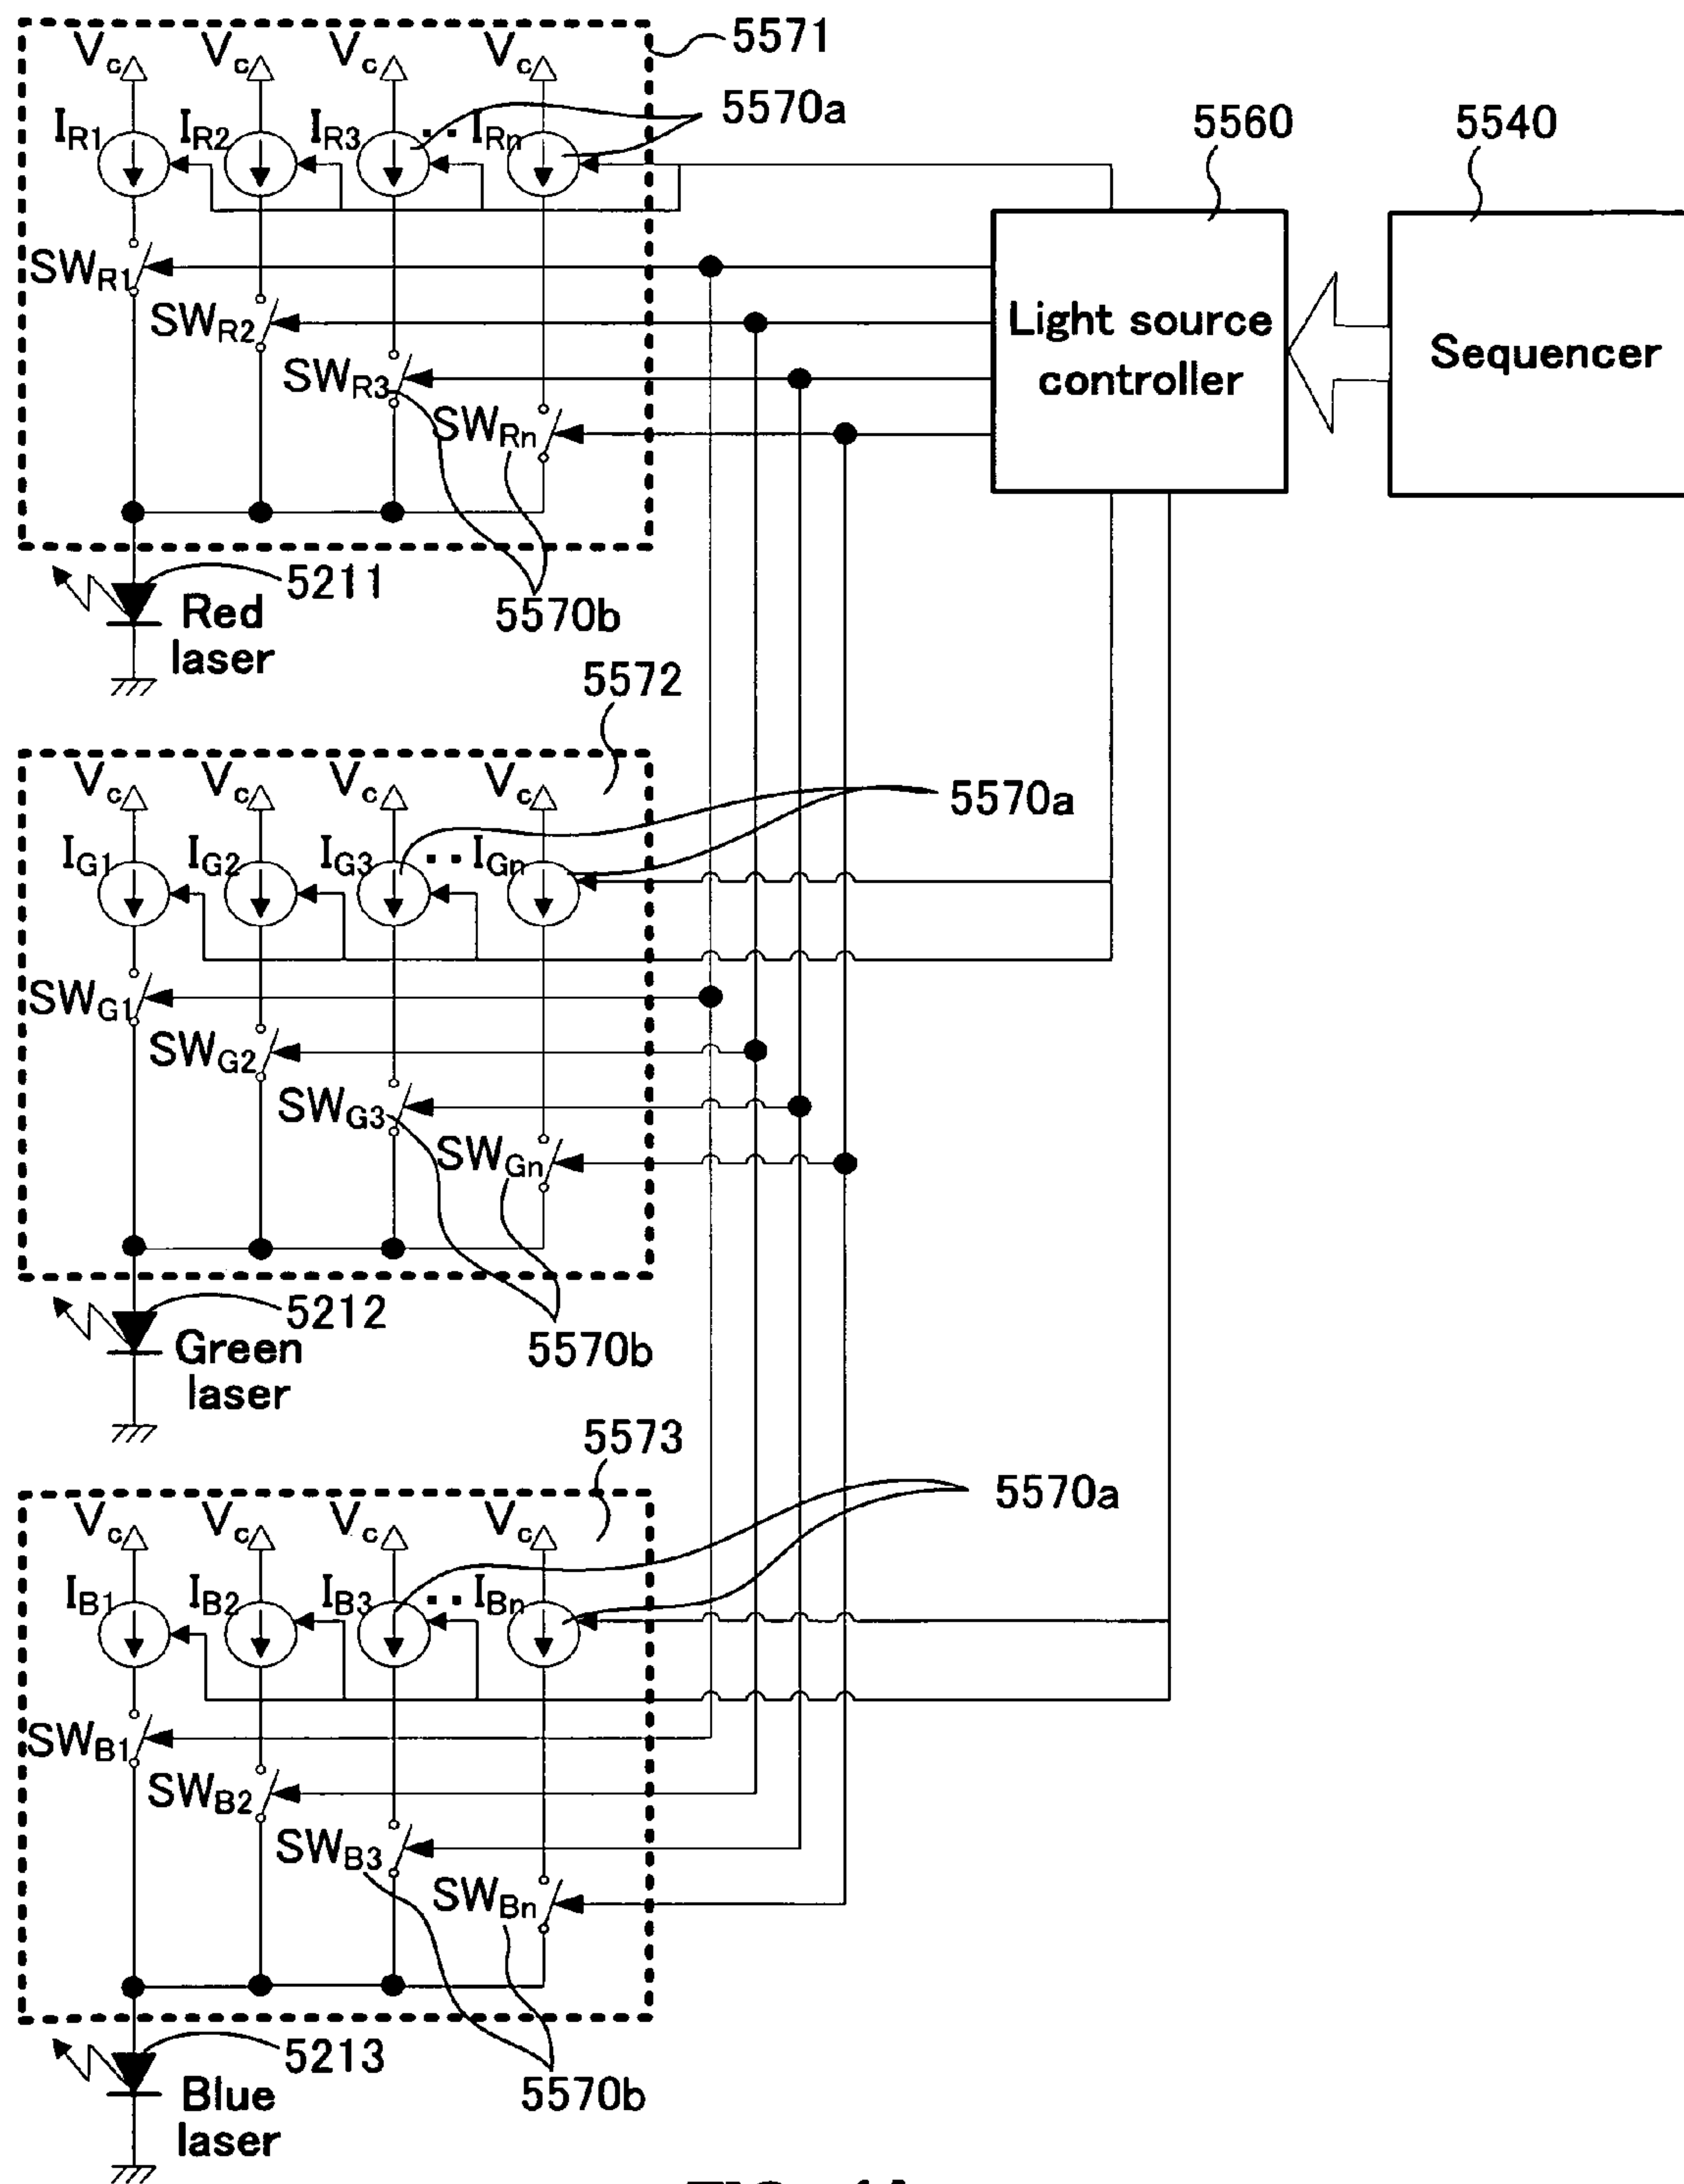 5571
Vc Vc Vc Vc
5570a
5560
5540
IR1 IR2 IR3 ‥ IRn
SWR1
Light source
controller
Sequencer
SWR2
SWR3
SWRn
5211
Red
laser
5570b
5572
Vc Vc Vc Vc
5570a
IG1 IG2 IG3 ‥ IGn
SWG1
SWG2
SWG3
SWGn
5212
Green
laser
5570b
5573
Vc Vc Vc Vc
5570a
IB1 IB2 IB3 ‥ IBn
SWB1
SWB2
SWB3
SWBn
5213
Blue
laser
5570b